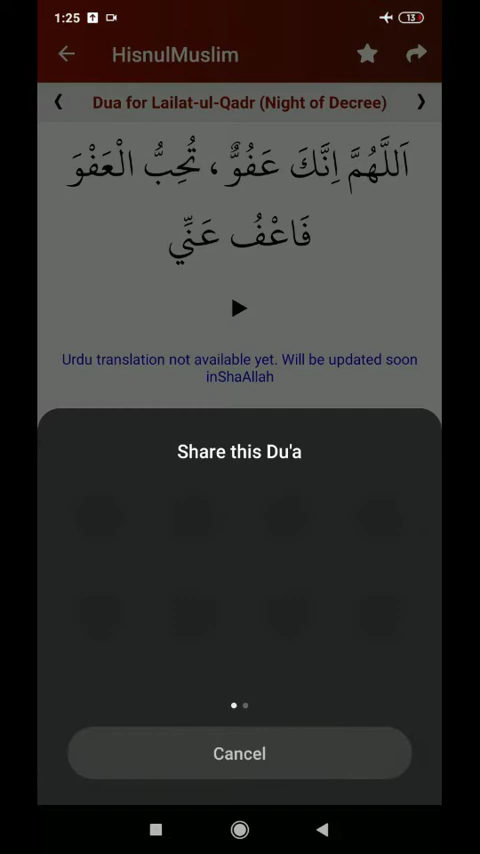 1:25
13
HisnulMuslim
Dua for Lailat-ul-Qadr (Night of Decree)
اَللَّهُمَّ اِنَّكَ عَفُوٌّ ، تُحِبُّ الْعَفْوَ
فَاعْفُ عَنِّي
Urdu translation not available yet. Will be updated soon
inShaAllah
Share this Du'a
Cancel